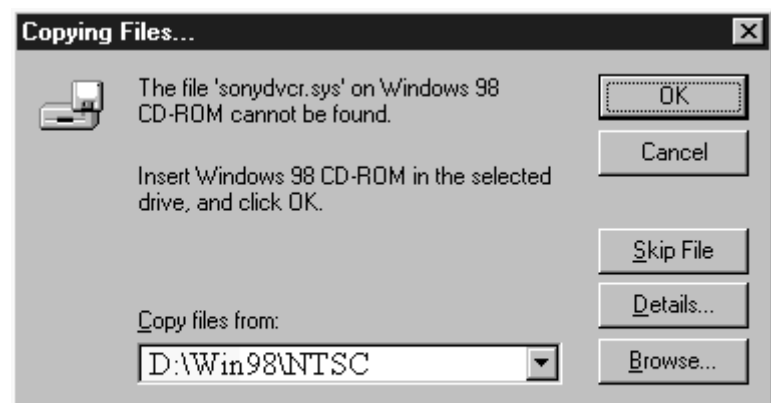 Copying Files...
The file 'sonydvcr.sys' on Windows 98
CD-ROM cannot be found.
Insert Windows 98 CD-ROM in the selected
drive, and click OK.
Copy files from:
D:\Win98\NTSC
OK
Cancel
Skip File
Details...
Browse...